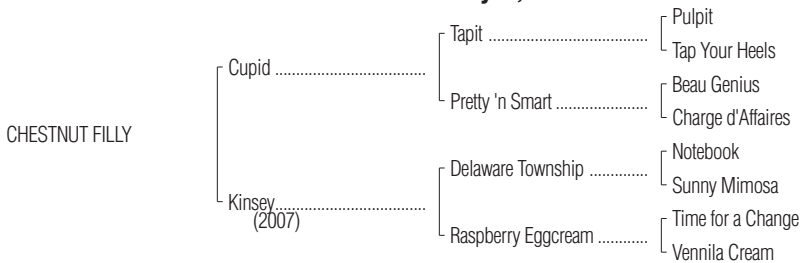 Pulpit
Tapit
Tap Your Heels
Cupid
Beau Genius
Pretty 'n Smart
Charge d'Affaires
CHESTNUT FILLY
Notebook
Delaware Township
Sunny Mimosa
Kinsey
(2007)
Time for a Change
Raspberry Eggcream
Vennila Cream